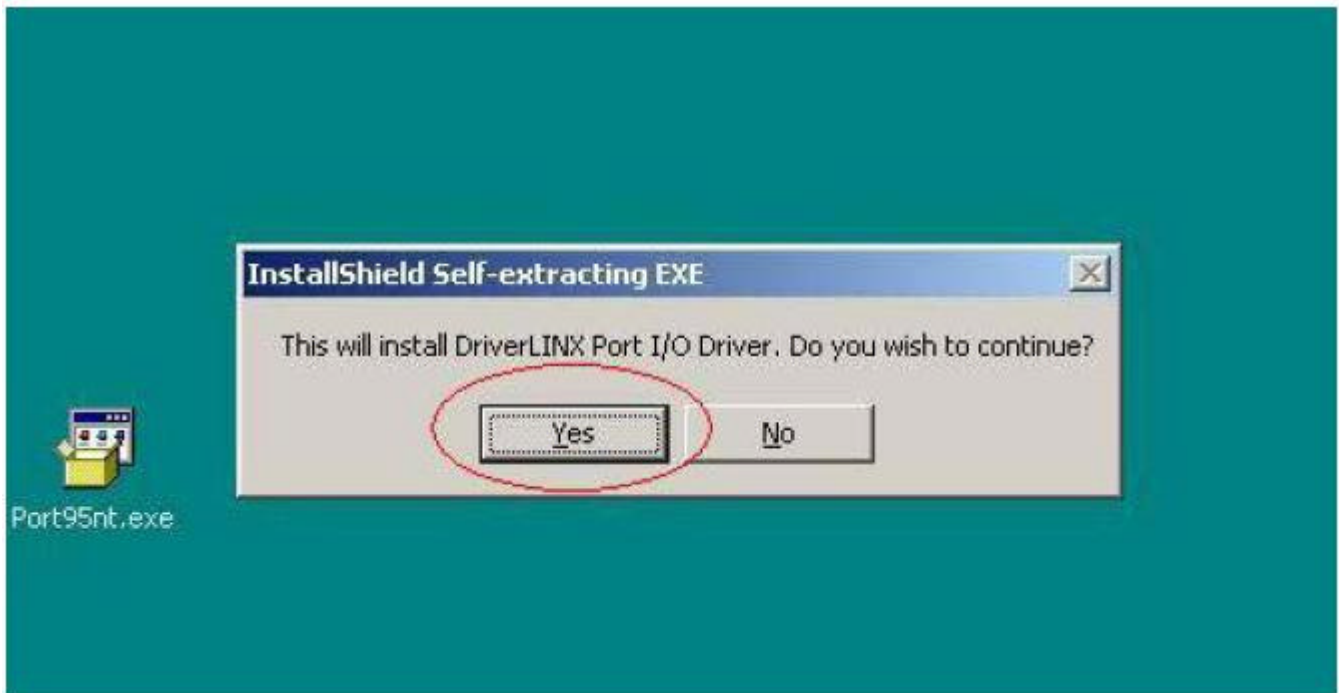 InstallShield Self-extracting EXE
This will install DriverLINX Port I/O Driver. Do you wish to continue?
Yes
No
Port95nt.exe